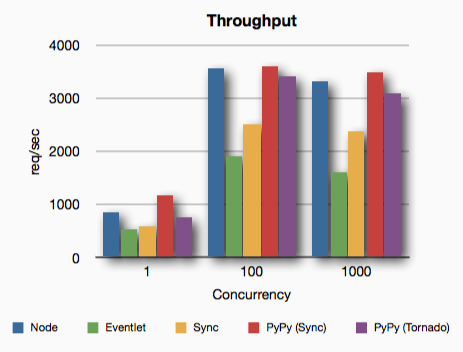 Throughput
4000
3000
2000
1000
0
req/sec
1 100 1000
Concurrency
Node Eventlet Sync PyPy (Sync) PyPy (Tornado)